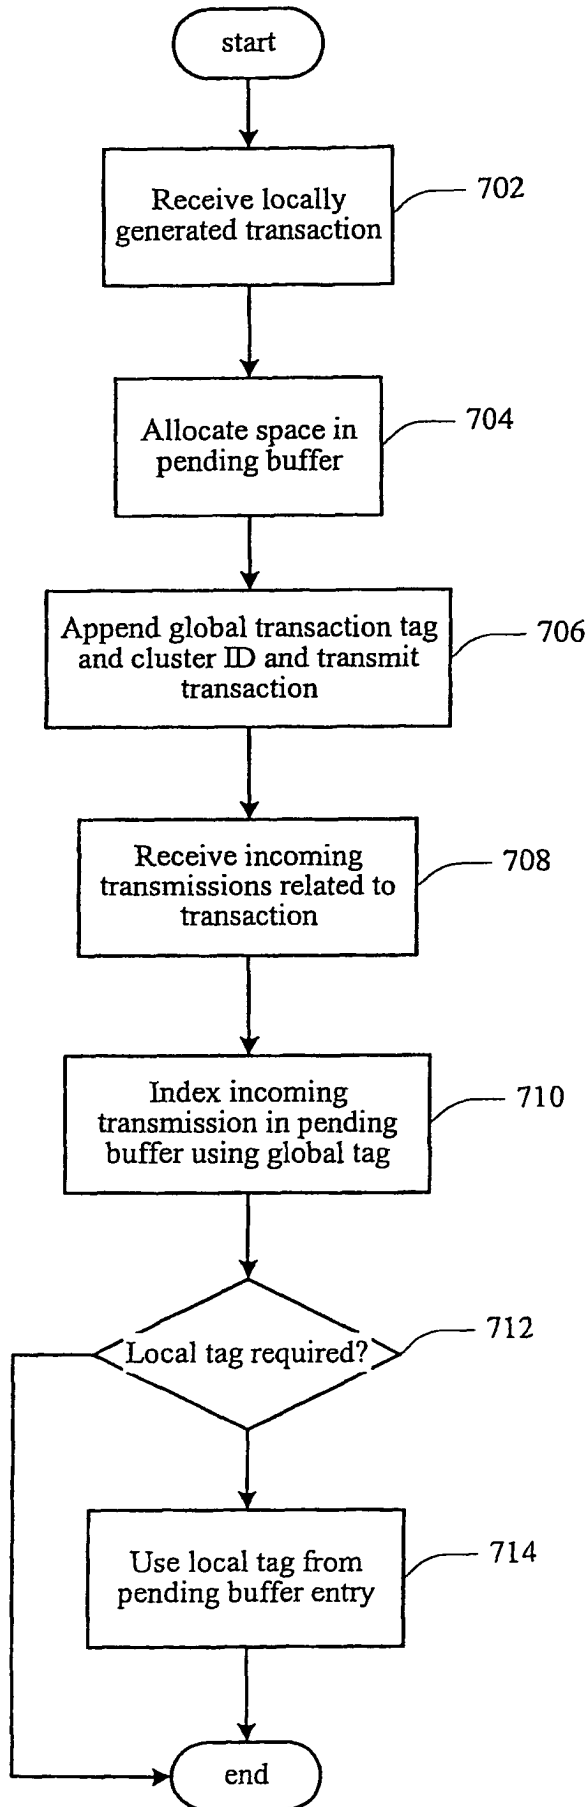 start
Receive locally
generated transaction
702
Allocate space in
pending buffer
704
Append global transaction tag
and cluster ID and transmit
transaction
706
Receive incoming
transmissions related to
transaction
708
Index incoming
transmission in pending
buffer using global tag
710
Local tag required?
712
Use local tag from
pending buffer entry
714
end